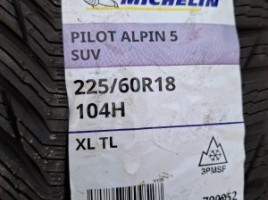 MICHELIN
PILOT ALPIN 5
SUV
225/60R18
104H
XL TL
3PMSF